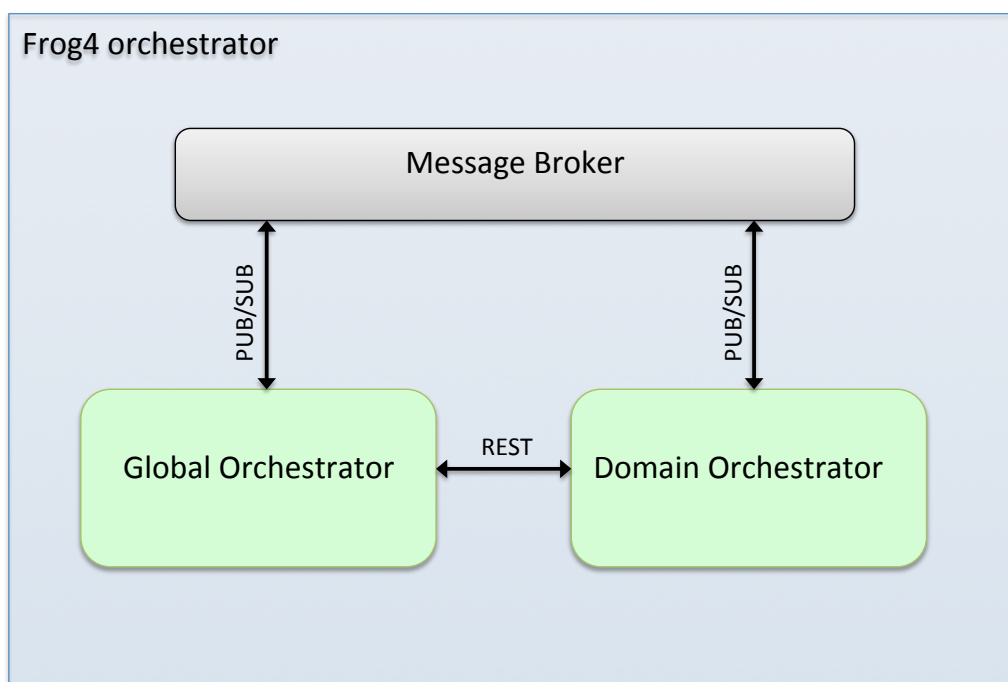 Frog4 orchestrator
Message Broker
PUB/SUB
PUB/SUB
Global Orchestrator
REST
Domain Orchestrator